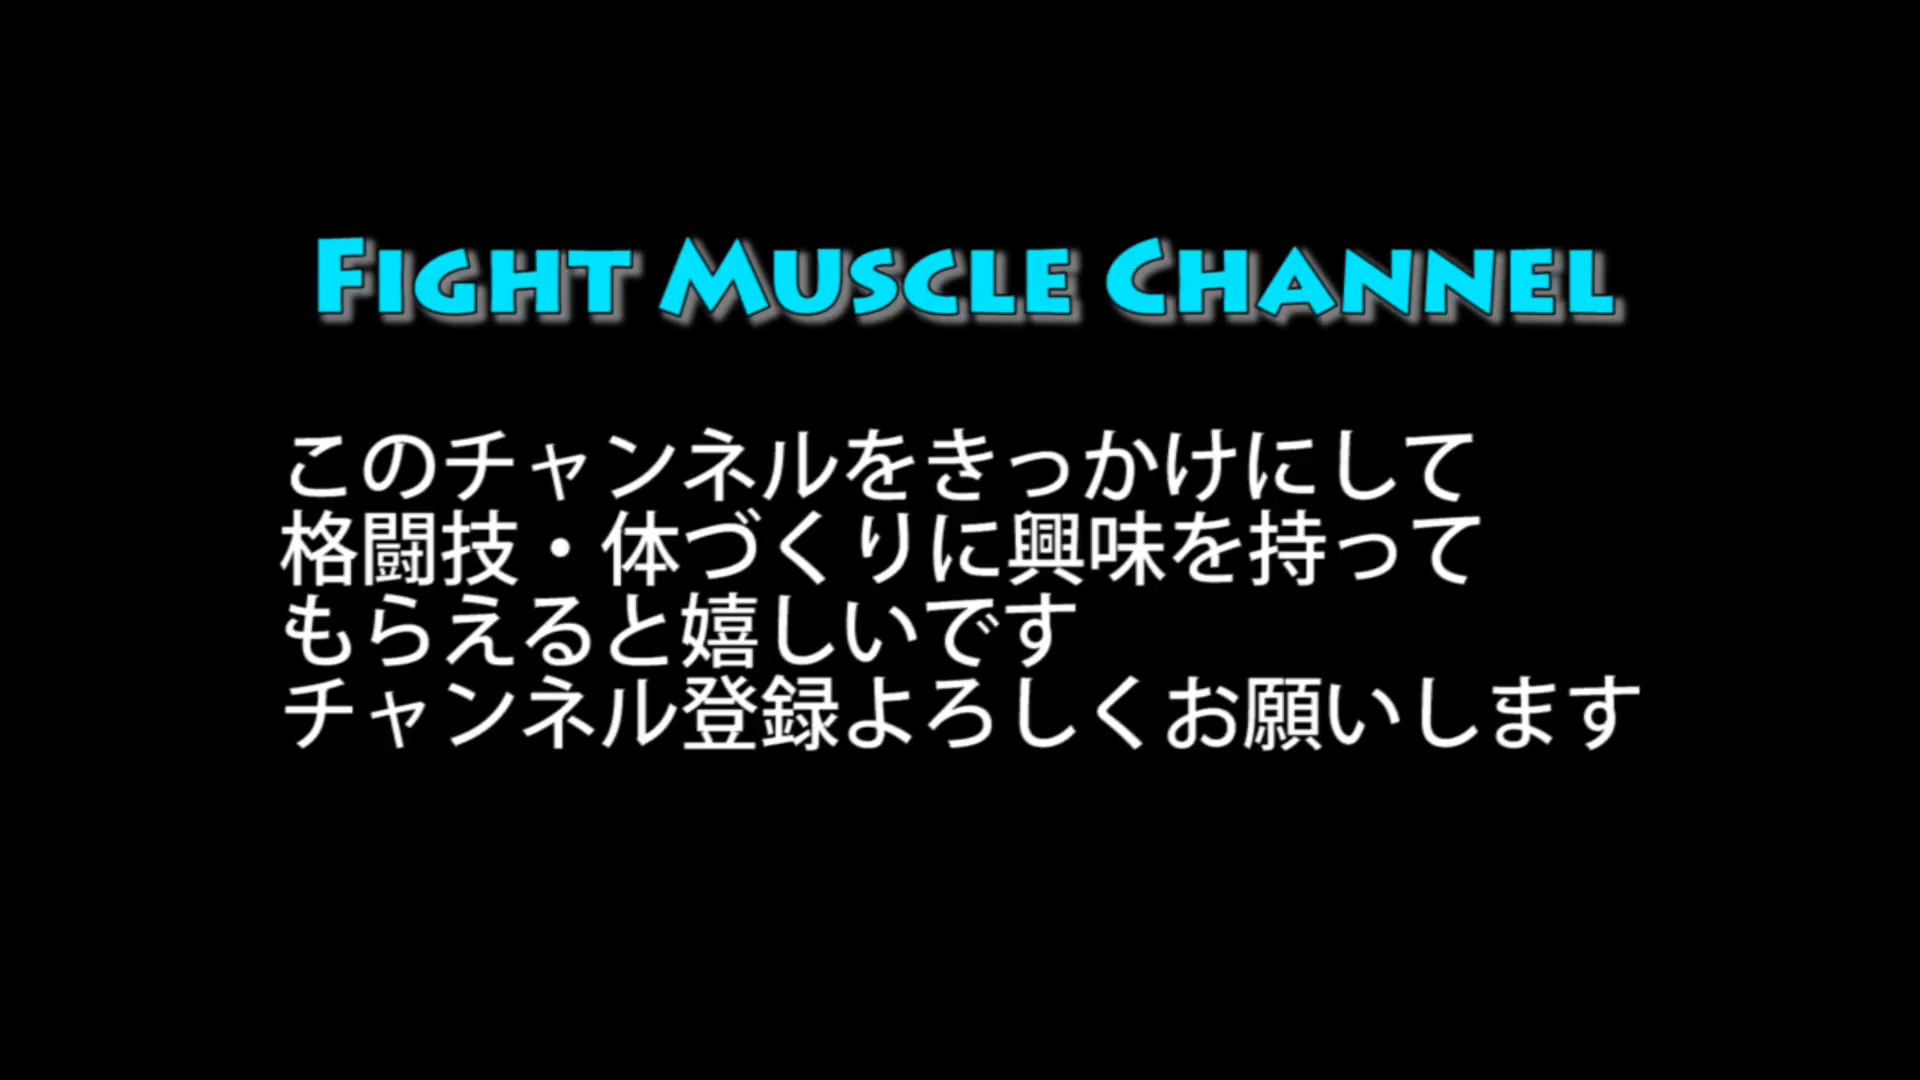 Fight Muscle Channel
このチャンネルをきっかけにして
格闘技・体づくりに興味を持って
もらえると嬉しいです
チャンネル登録よろしくお願いします